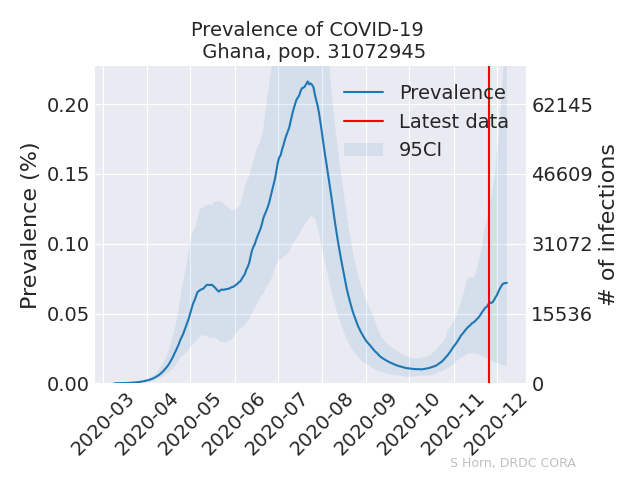 Prevalence of COVID-19
Ghana, pop. 31072945
Prevalence
Latest data
95CI
Prevalence (%)
0.20
0.15
0.10
0.05
0.00
62145
46609
31072
15536
0
# of infections
2020-03
2020-04
2020-05
2020-06
2020-07
2020-08
2020-09
2020-10
2020-11
2020-12
S Horn, DRDC CORA